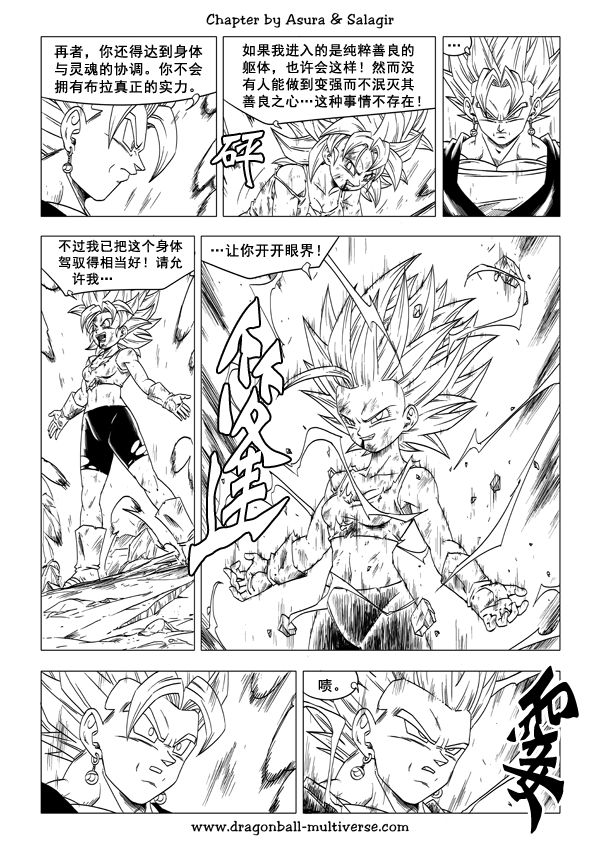 Chapter by Asura & Salagir
再者，你还得达到身体
与灵魂的协调。你不会
拥有布拉真正的实力。
如果我进入的是纯粹善良的
躯体，也许会这样！然而没
有人能做到变强而不泯灭其
善良之心…这种事情不存在！
砰
…
不过我已把这个身体
驾驭得相当好！请允
许我…
…让你开开眼界！
啧。
www.dragonball-multiverse.com